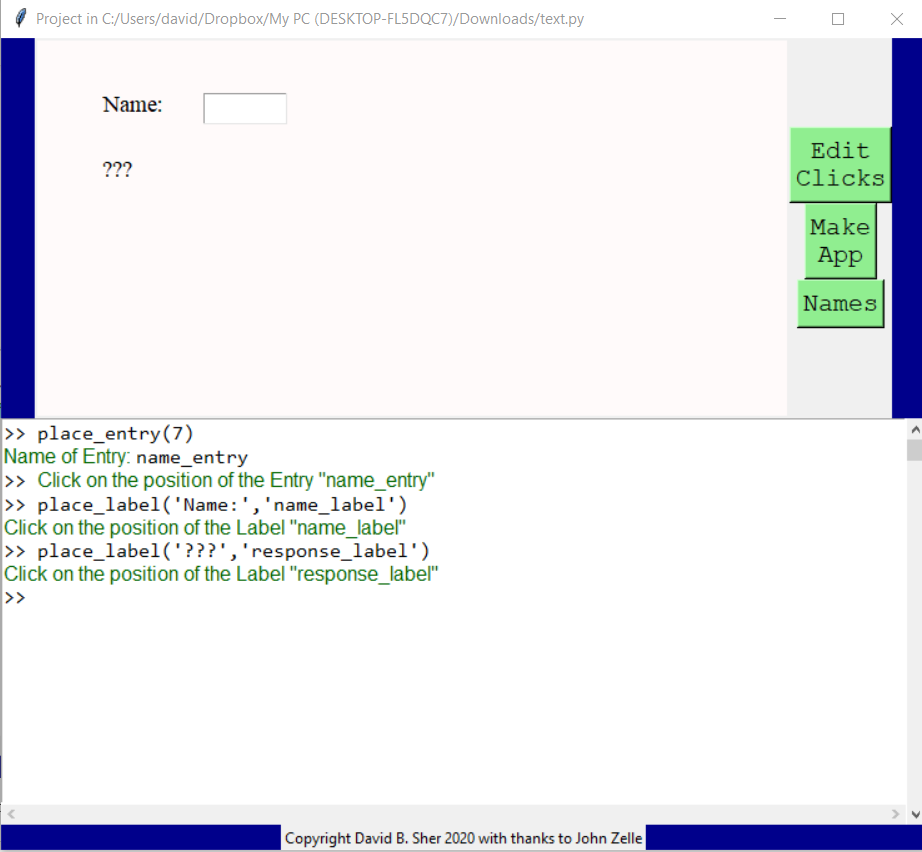 Project in C:/Users/david/Dropbox/My PC (DESKTOP-FL5DQC7)/Downloads/text.py
Name:
???
Edit
Clicks
Make
App
Names
>> place_entry(7)
Name of Entry: name_entry
>> Click on the position of the Entry "name_entry"
>> place_label('Name:','name_label')
Click on the position of the Label "name_label"
>> place_label('???','response_label')
Click on the position of the Label "response_label"
>>
Copyright David B. Sher 2020 with thanks to John Zelle